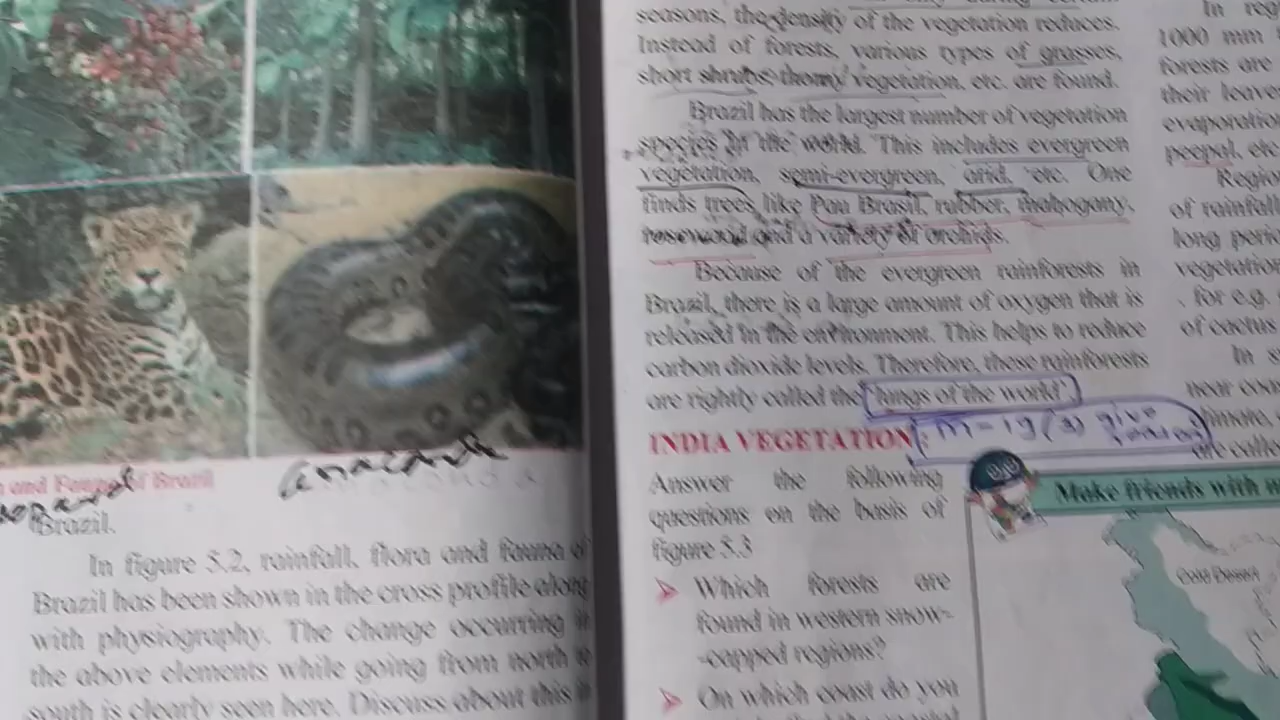 and Fauna of Brazil
anaconda
Brazil.
In figure 5.2, rainfall, flora and fauna of
Brazil has been shown in the cross profile along
with physiography. The change occurring in
the above elements while going from north to
south is clearly seen here. Discuss about this in
seasons, the density of the vegetation reduces.
Instead of forests, various types of grasses,
short shrubs thorny vegetation, etc. are found.
Brazil has the largest number of vegetation
species in the world. This includes evergreen
vegetation, semi-evergreen, arid, etc. One
finds trees like Pau Brasil, rubber, mahogany,
rosewood and a variety of orchids.
Because of the evergreen rainforests in
Brazil, there is a large amount of oxygen that is
released in the environment. This helps to reduce
carbon dioxide levels. Therefore, these rainforests
are rightly called the 'lungs of the world'.
INDIA VEGETATION:
give
Answer the following
questions on the basis of
figure 5.3
➤ Which forests are
found in western snow-
-capped regions?
➤ On which coast do you
In reg
1000 mm
forests are
their leaves
evaporation
peepal, etc
Region
of rainfall
long perio
vegetation
, for e.g.
of cactus
In s
near coa
are calle
Make friends with m
Cold Desert